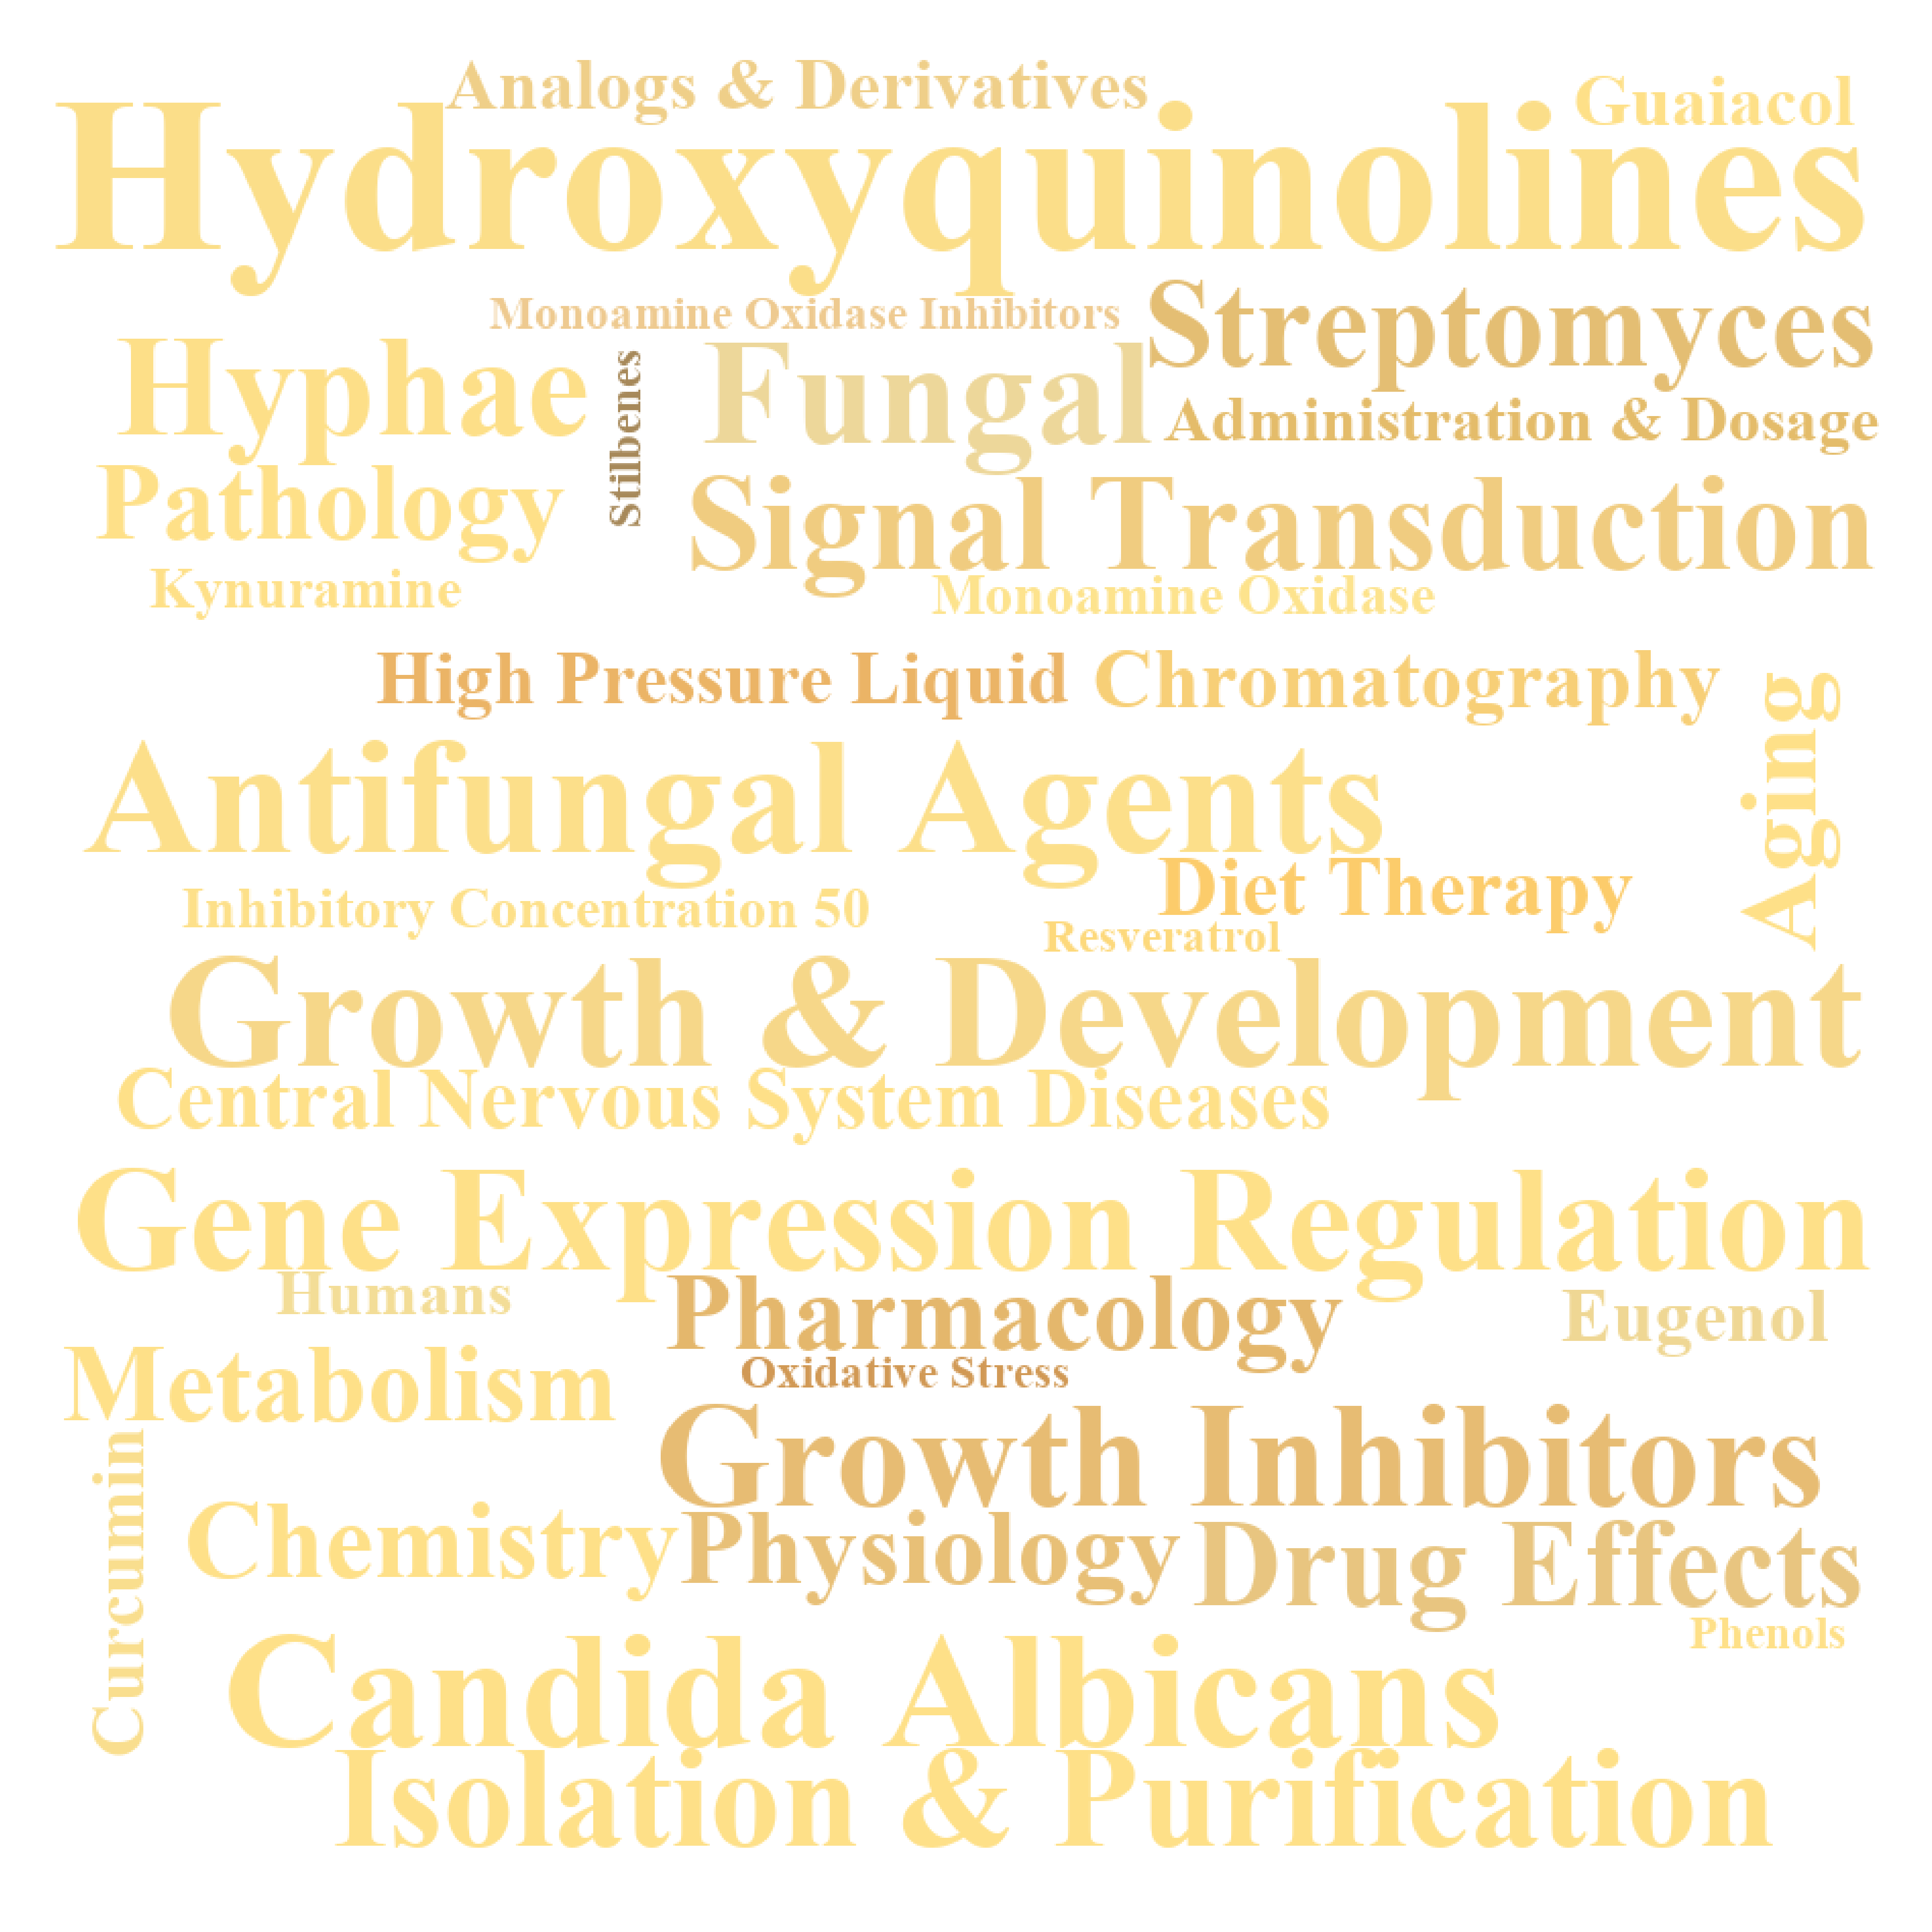 Analogs & Derivatives
Guaiacol
Hydroxyquinolines
Monoamine Oxidase Inhibitors
Streptomyces
Hyphae
Stilbenes
Fungal
Administration & Dosage
Pathology
Signal Transduction
Kynuramine
Monoamine Oxidase
High Pressure Liquid
Chromatography
Aging
Antifungal Agents
Diet Therapy
Inhibitory Concentration 50
Resveratrol
Growth & Development
Central Nervous System Diseases
Gene Expression Regulation
Humans
Pharmacology
Eugenol
Metabolism
Oxidative Stress
Growth Inhibitors
Curcumin
Chemistry
Physiology
Drug Effects
Phenols
Candida Albicans
Isolation & Purification